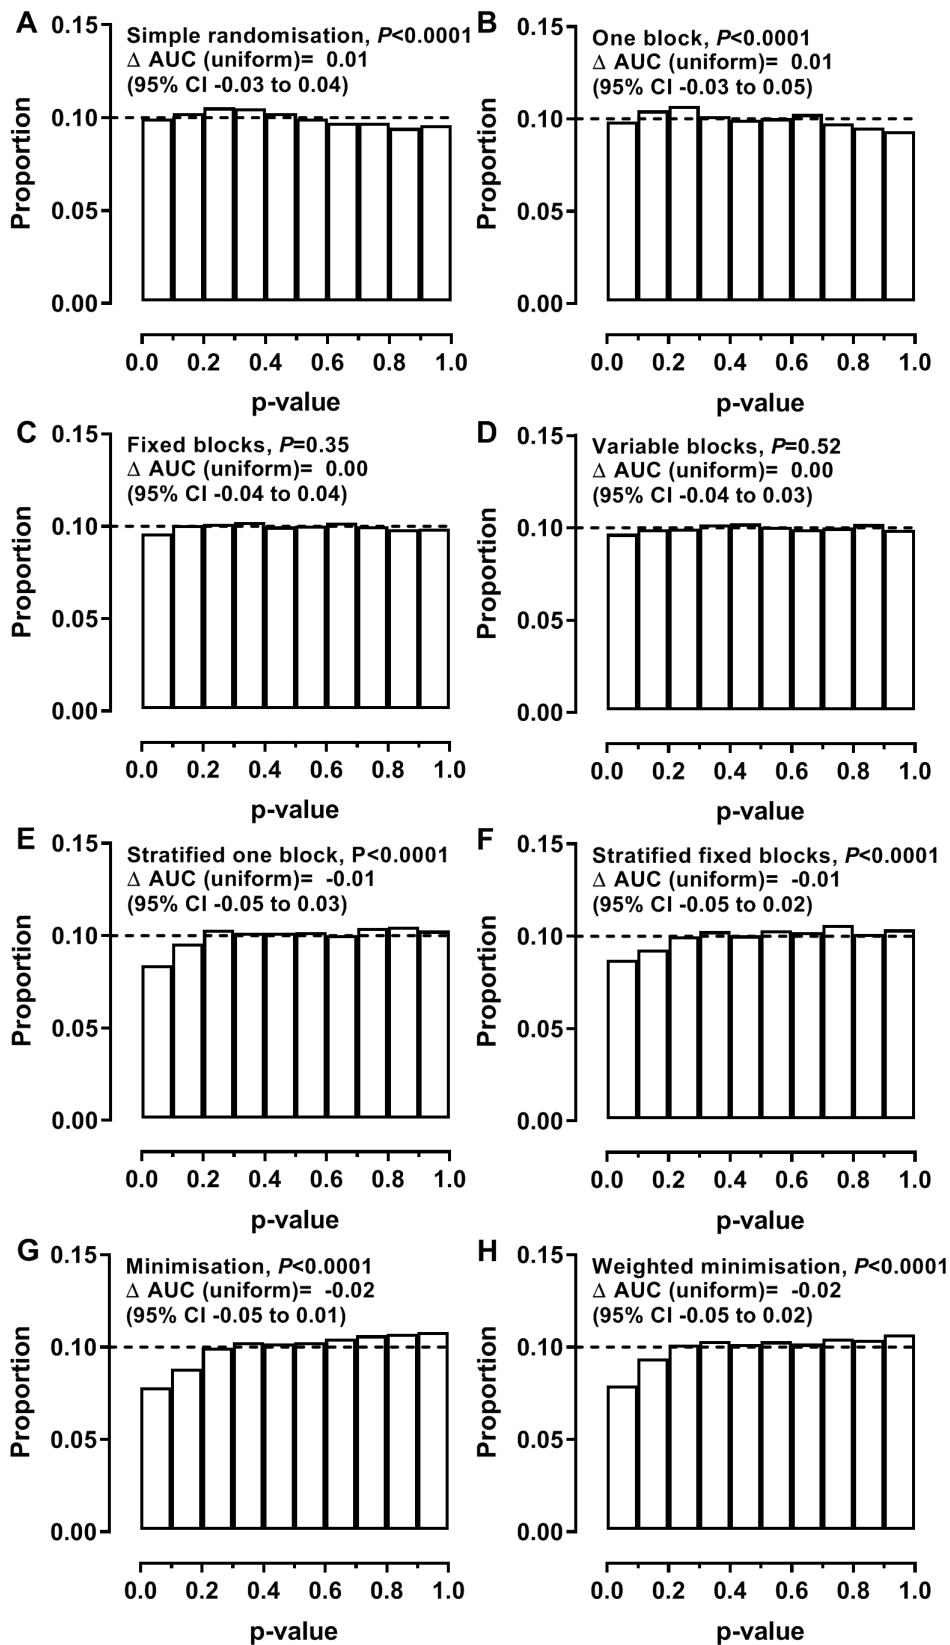 A
Simple randomisation, P<0.0001
Δ AUC (uniform)= 0.01
(95% CI -0.03 to 0.04)
0.15
0.10
0.05
0.00
Proportion
0.0 0.2 0.4 0.6 0.8 1.0
p-value
B
One block, P<0.0001
Δ AUC (uniform)= 0.01
(95% CI -0.03 to 0.05)
0.15
0.10
0.05
0.00
Proportion
0.0 0.2 0.4 0.6 0.8 1.0
p-value
C
Fixed blocks, P=0.35
Δ AUC (uniform)= 0.00
(95% CI -0.04 to 0.04)
0.15
0.10
0.05
0.00
Proportion
0.0 0.2 0.4 0.6 0.8 1.0
p-value
D
Variable blocks, P=0.52
Δ AUC (uniform)= 0.00
(95% CI -0.04 to 0.03)
0.15
0.10
0.05
0.00
Proportion
0.0 0.2 0.4 0.6 0.8 1.0
p-value
E
Stratified one block, P<0.0001
Δ AUC (uniform)= -0.01
(95% CI -0.05 to 0.03)
0.15
0.10
0.05
0.00
Proportion
0.0 0.2 0.4 0.6 0.8 1.0
p-value
F
Stratified fixed blocks, P<0.0001
Δ AUC (uniform)= -0.01
(95% CI -0.05 to 0.02)
0.15
0.10
0.05
0.00
Proportion
0.0 0.2 0.4 0.6 0.8 1.0
p-value
G
Minimisation, P<0.0001
Δ AUC (uniform)= -0.02
(95% CI -0.05 to 0.01)
0.15
0.10
0.05
0.00
Proportion
0.0 0.2 0.4 0.6 0.8 1.0
p-value
H
Weighted minimisation, P<0.0001
Δ AUC (uniform)= -0.02
(95% CI -0.05 to 0.02)
0.15
0.10
0.05
0.00
Proportion
0.0 0.2 0.4 0.6 0.8 1.0
p-value